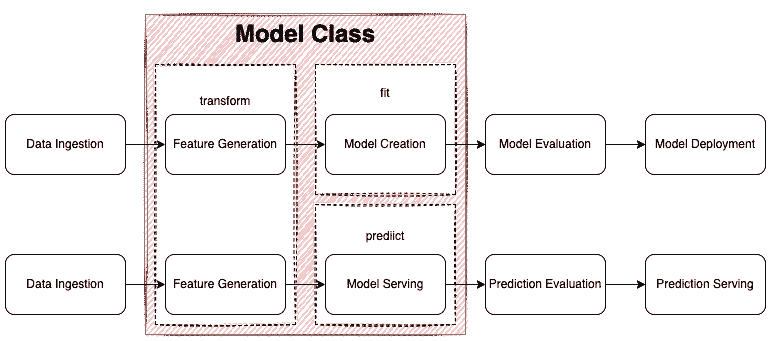 Model Class
transform
fit
Data Ingestion
Feature Generation
Model Creation
Model Evaluation
Model Deployment
prediict
Data Ingestion
Feature Generation
Model Serving
Prediction Evaluation
Prediction Serving